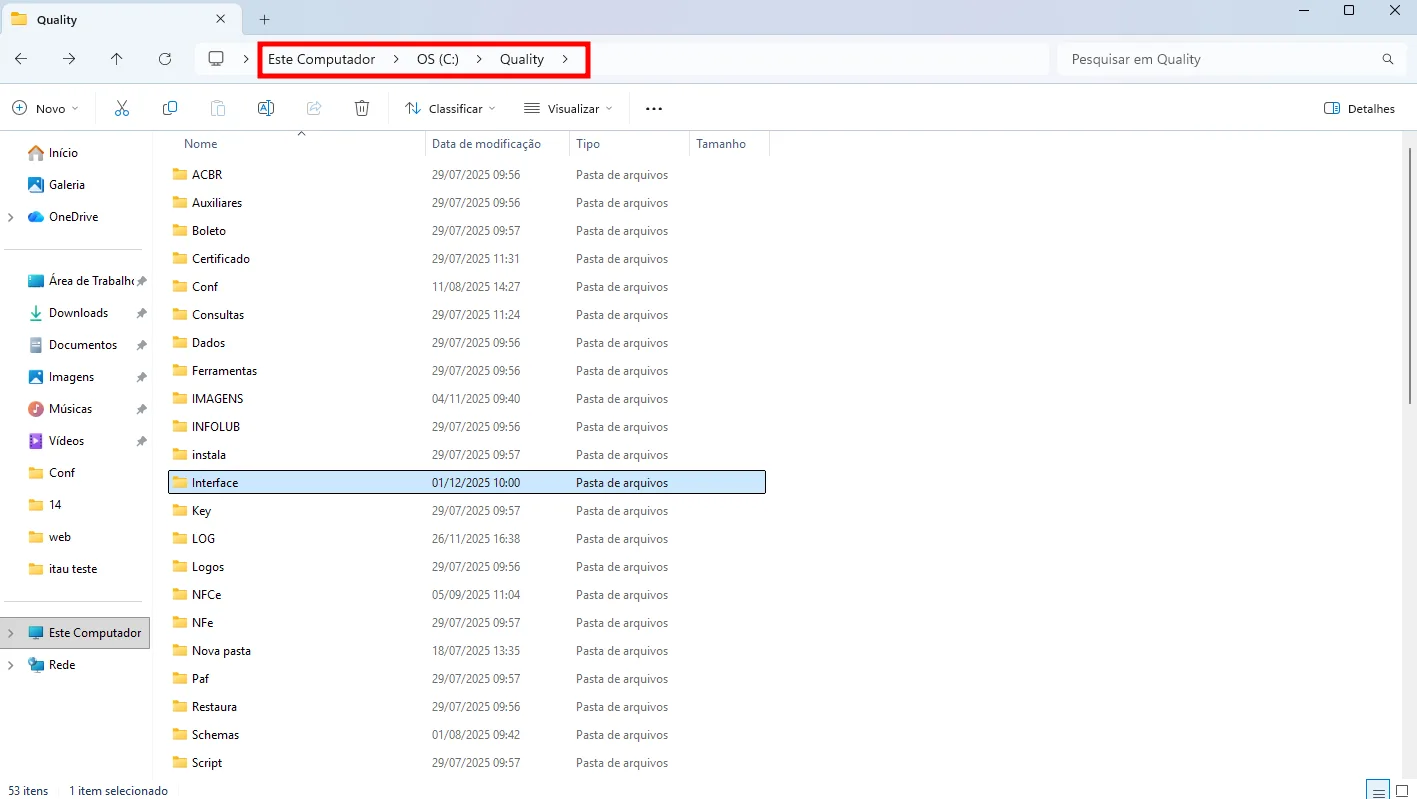 Quality
Este Computador > OS (C:) > Quality >
Pesquisar em Quality
Novo
Classificar
Visualizar
Detalhes
Início
Galeria
OneDrive
Área de Trabalho
Downloads
Documentos
Imagens
Músicas
Vídeos
Conf
14
web
itau teste
Este Computador
Rede
Nome Data de modificação Tipo Tamanho
ACBR 29/07/2025 09:56 Pasta de arquivos
Auxiliares 29/07/2025 09:56 Pasta de arquivos
Boleto 29/07/2025 09:57 Pasta de arquivos
Certificado 29/07/2025 11:31 Pasta de arquivos
Conf 11/08/2025 14:27 Pasta de arquivos
Consultas 29/07/2025 11:24 Pasta de arquivos
Dados 29/07/2025 09:56 Pasta de arquivos
Ferramentas 29/07/2025 09:56 Pasta de arquivos
IMAGENS 04/11/2025 09:40 Pasta de arquivos
INFOLUB 29/07/2025 09:56 Pasta de arquivos
instala 29/07/2025 09:57 Pasta de arquivos
Interface 01/12/2025 10:00 Pasta de arquivos
Key 29/07/2025 09:57 Pasta de arquivos
LOG 26/11/2025 16:38 Pasta de arquivos
Logos 29/07/2025 09:56 Pasta de arquivos
NFCe 05/09/2025 11:04 Pasta de arquivos
NFe 29/07/2025 09:57 Pasta de arquivos
Nova pasta 18/07/2025 13:35 Pasta de arquivos
Paf 29/07/2025 09:57 Pasta de arquivos
Restaura 29/07/2025 09:56 Pasta de arquivos
Schemas 01/08/2025 09:42 Pasta de arquivos
Script 29/07/2025 09:57 Pasta de arquivos
53 itens 1 item selecionado